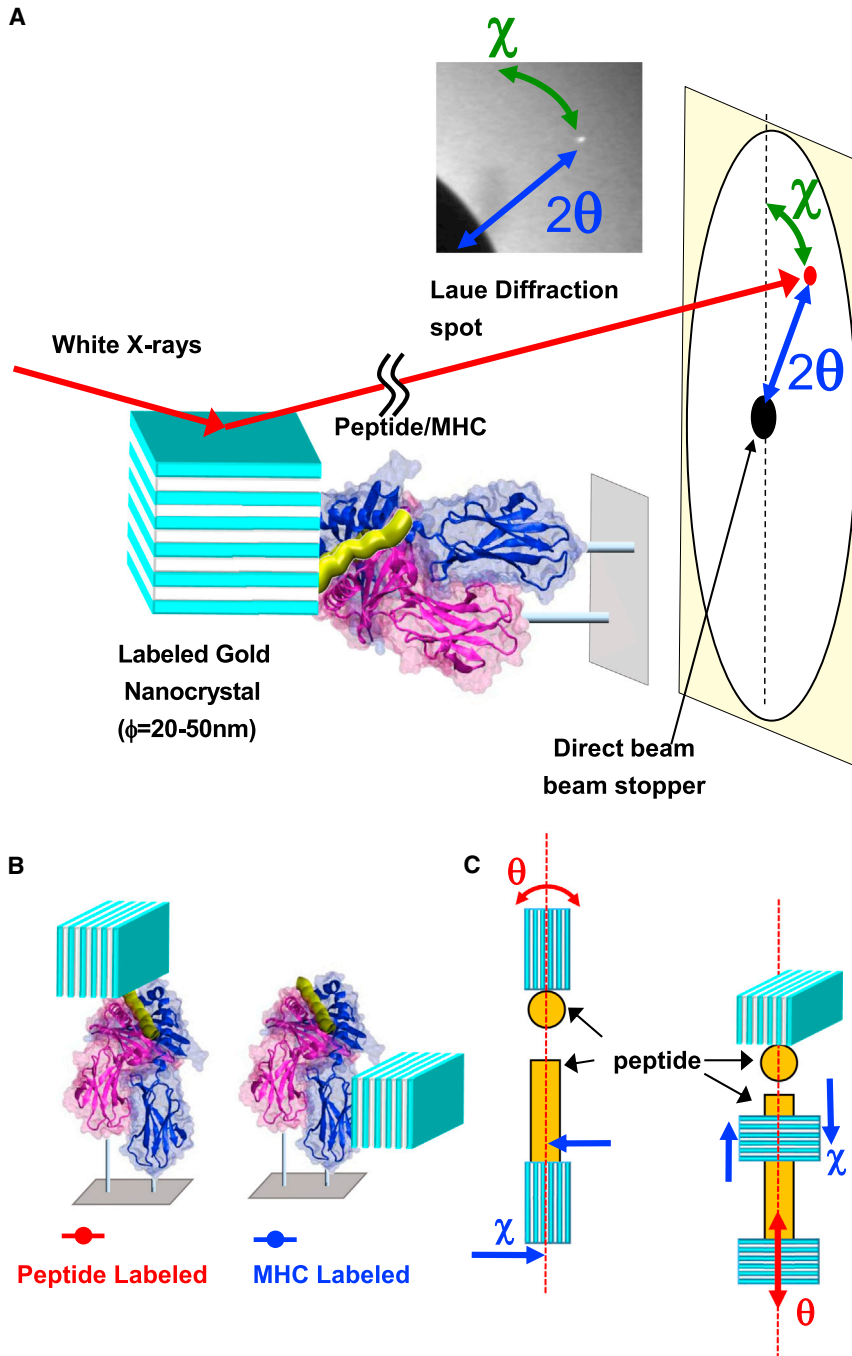 A
χ
2θ
Laue Diffraction
spot
White X-rays
χ
2θ
Peptide/MHC
Labeled Gold
Nanocrystal
(ϕ=20-50nm)
Direct beam
beam stopper
B
Peptide Labeled
MHC Labeled
C
θ
peptide
χ
χ
θ